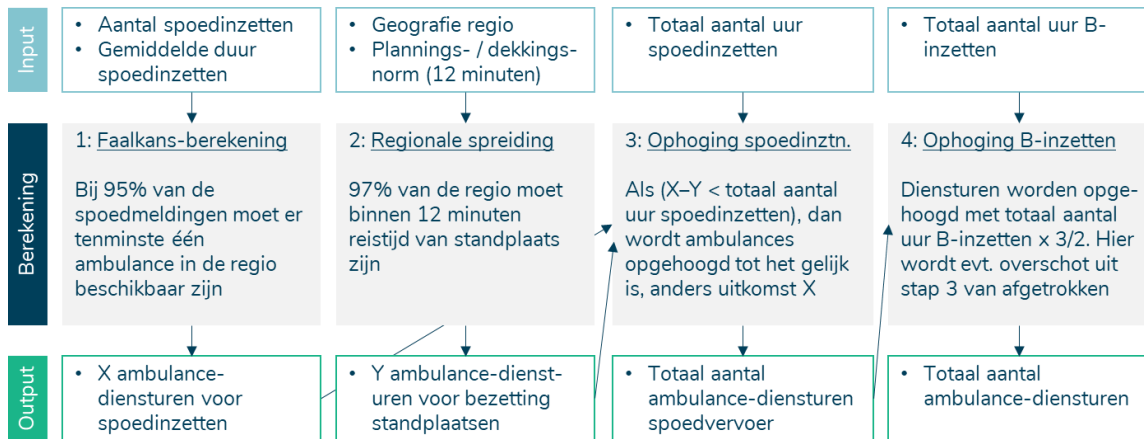 Input
• Aantal spoedinzetten
• Gemiddelde duur
spoedinzetten
• Geografie regio
• Plannings- / dekkings-
norm (12 minuten)
• Totaal aantal uur
spoedinzetten
• Totaal aantal uur B-
inzetten
Berekening
1: Faalkans-berekening
Bij 95% van de
spoedmeldingen moet er
tenminste één
ambulance in de regio
beschikbaar zijn
2: Regionale spreiding
97% van de regio moet
binnen 12 minuten
reistijd van standplaats
zijn
3: Ophoging spoedinztn.
Als (X–Y < totaal aantal
uur spoedinzetten), dan
wordt ambulances
opgehoogd tot het gelijk
is, anders uitkomst X
4: Ophoging B-inzetten
Diensturen worden opge-
hoogd met totaal aantal
uur B-inzetten x 3/2. Hier
wordt evt. overschot uit
stap 3 van afgetrokken
Output
• X ambulance-
diensturen voor
spoedinzetten
• Y ambulance-dienst-
uren voor bezetting
standplaatsen
• Totaal aantal
ambulance-diensturen
spoedvervoer
• Totaal aantal
ambulance-diensturen